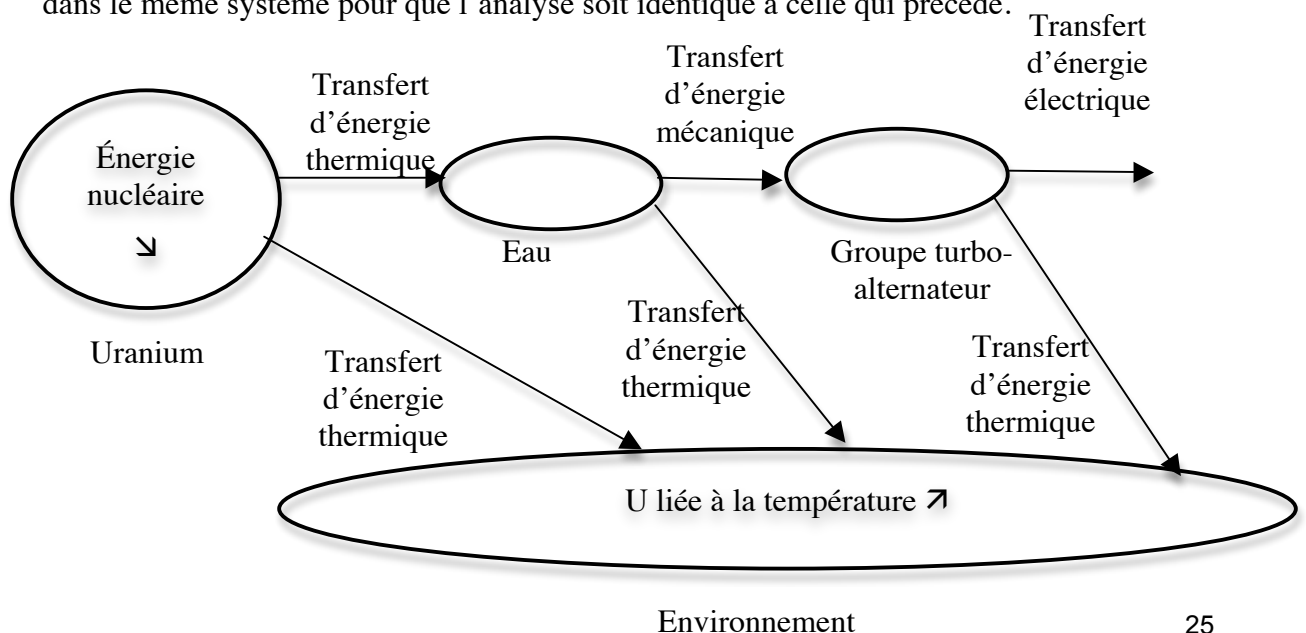 dans le même système pour que l'analyse soit identique à celle qui précède.
Transfert
d'énergie
électrique
Transfert
d'énergie
mécanique
Transfert
d'énergie
thermique
Énergie
nucléaire
↘
Uranium
Eau
Groupe turbo-
alternateur
Transfert
d'énergie
thermique
Transfert
d'énergie
thermique
Transfert
d'énergie
thermique
U liée à la température ↗
Environnement
25